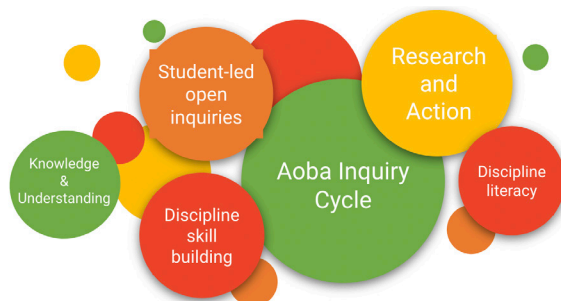 Student-led
open
inquiries
Research
and
Action
Knowledge
&
Understanding
Aoba Inquiry
Cycle
Discipline
literacy
Discipline
skill
building